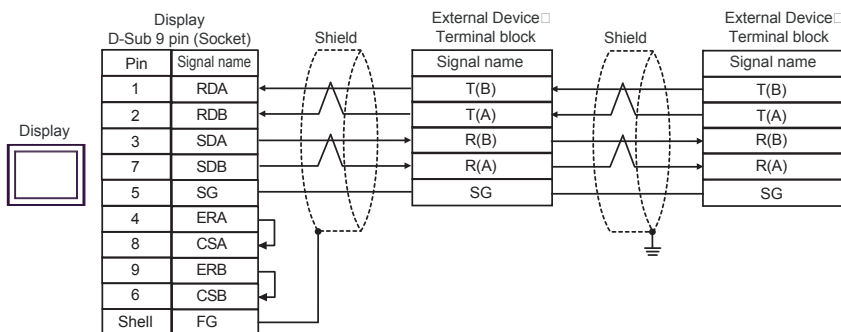 Display
D-Sub 9 pin (Socket)
Shield
External Device□
Terminal block
Shield
External Device□
Terminal block
Display
Pin Signal name
1 RDA
2 RDB
3 SDA
7 SDB
5 SG
4 ERA
8 CSA
9 ERB
6 CSB
Shell FG
Signal name
T(B)
T(A)
R(B)
R(A)
SG
Signal name
T(B)
T(A)
R(B)
R(A)
SG